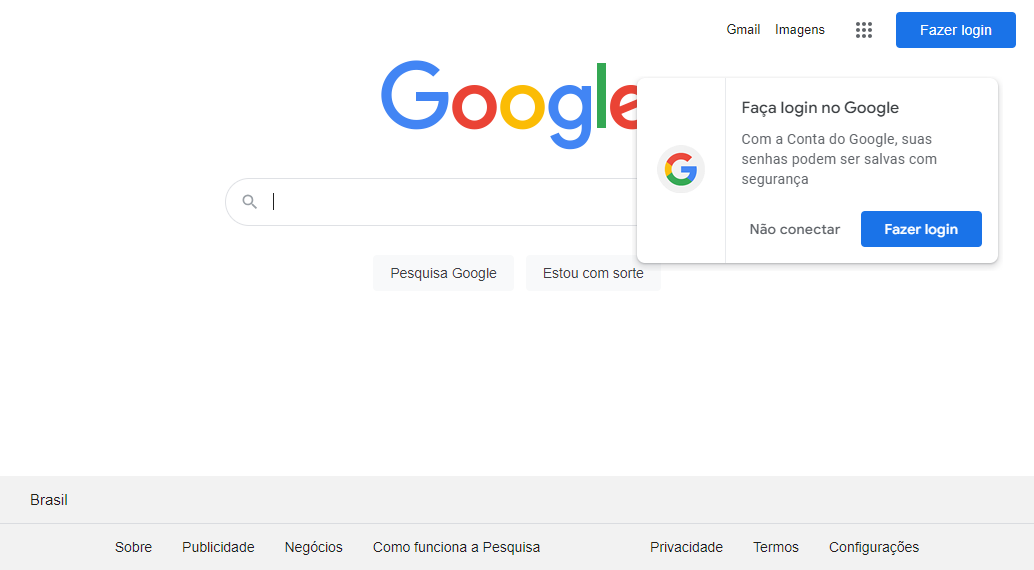 Gmail Imagens Fazer login
Google
Faça login no Google
Com a Conta do Google, suas
senhas podem ser salvas com
segurança
Não conectar Fazer login
Pesquisa Google Estou com sorte
Brasil
Sobre Publicidade Negócios Como funciona a Pesquisa Privacidade Termos Configurações